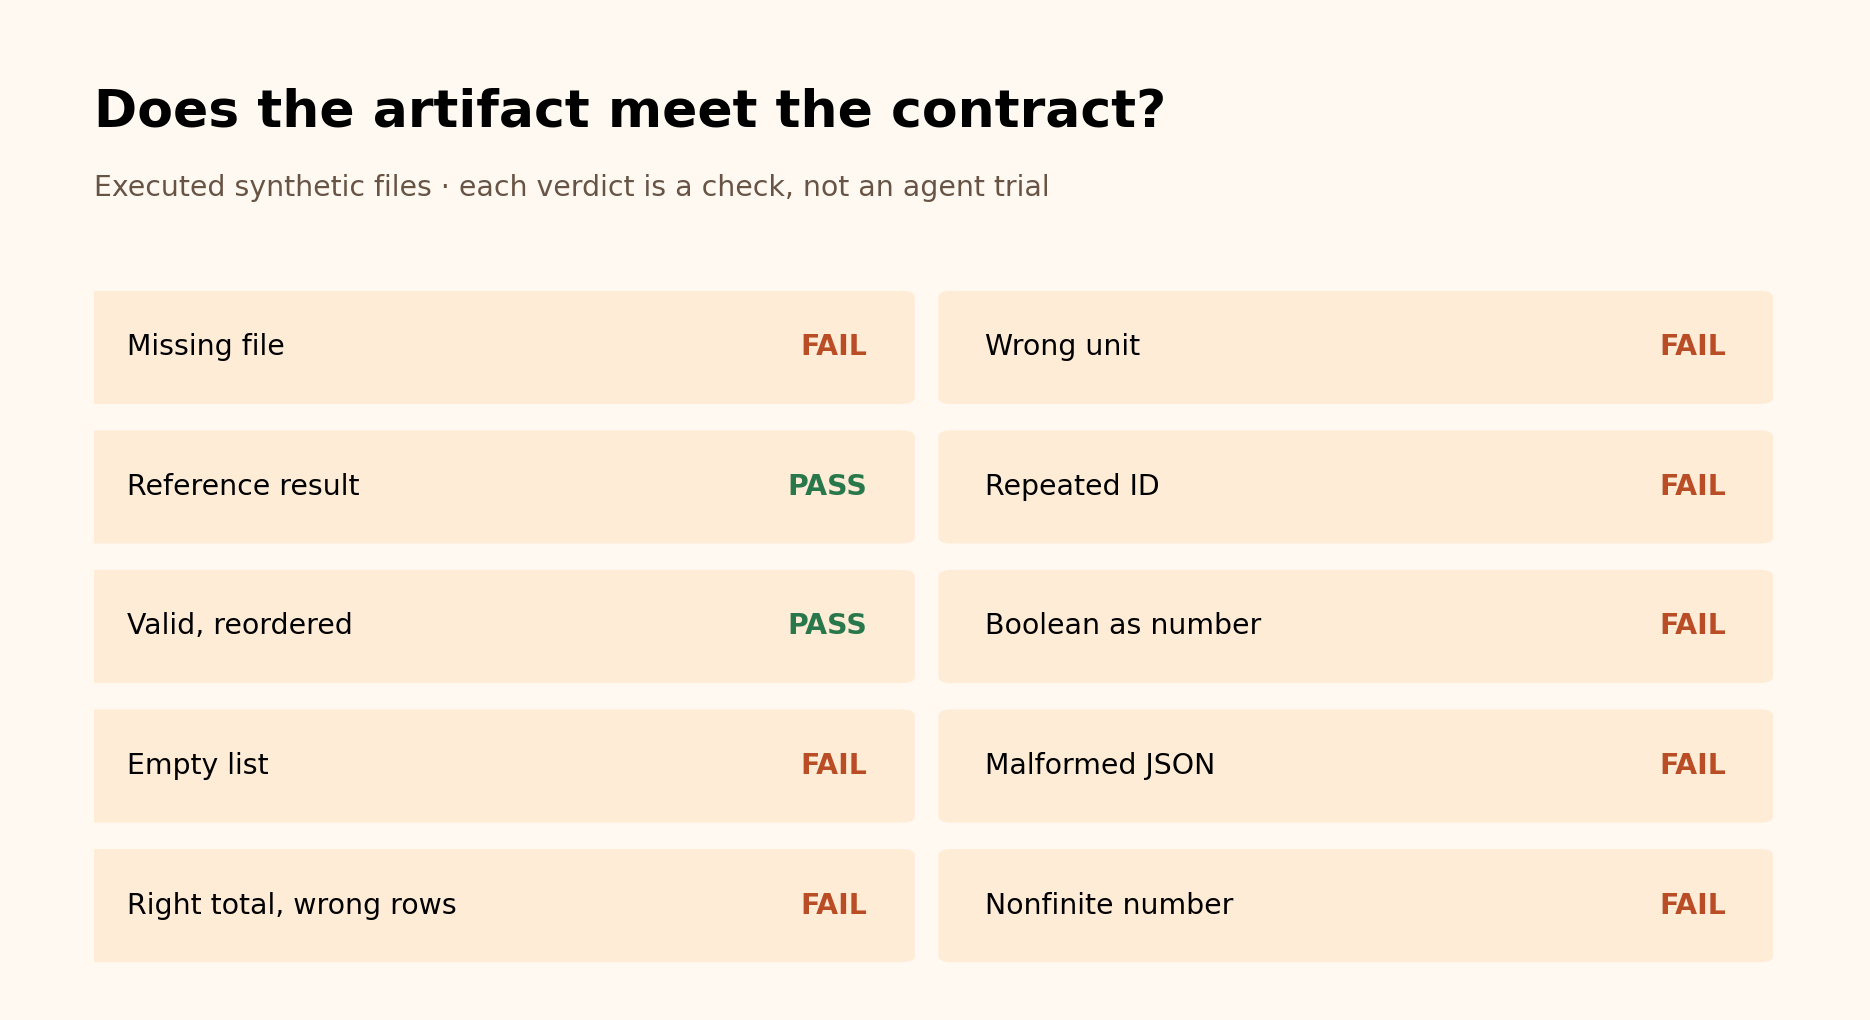 Does the artifact meet the contract?
Executed synthetic files · each verdict is a check, not an agent trial
Missing file FAIL
Wrong unit FAIL
Reference result PASS
Repeated ID FAIL
Valid, reordered PASS
Boolean as number FAIL
Empty list FAIL
Malformed JSON FAIL
Right total, wrong rows FAIL
Nonfinite number FAIL